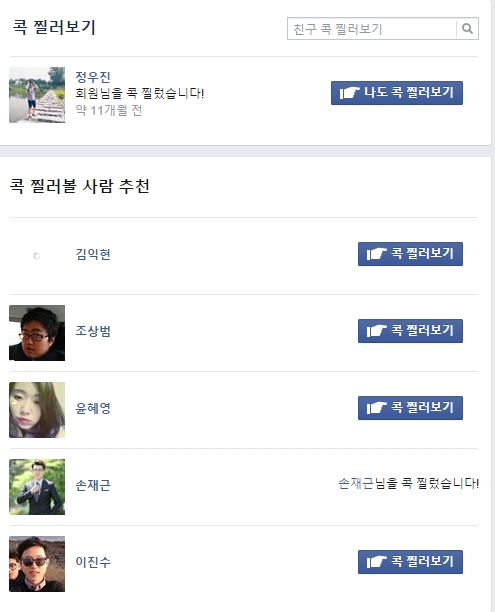 콕 찔러보기
친구 콕 찔러보기
정우진
회원님을 콕 찔렀습니다!
약 11개월 전
나도 콕 찔러보기
콕 찔러볼 사람 추천
김익현
콕 찔러보기
조상범
콕 찔러보기
윤혜영
콕 찔러보기
손재근
손재근님을 콕 찔렀습니다!
이진수
콕 찔러보기